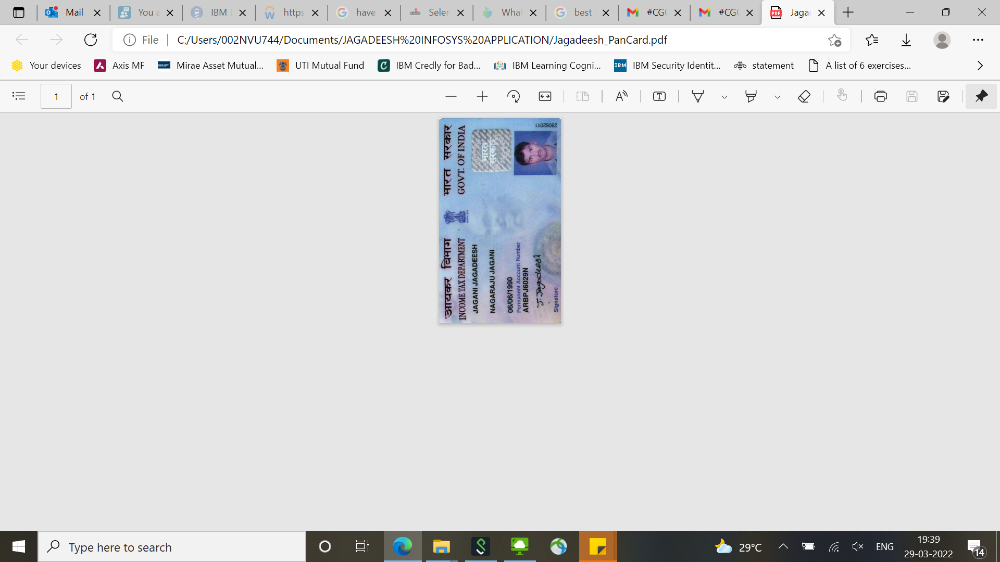 Mail
You a
IBM
https
have
Selen
What
best
#CG
#CG
Jagad
File
C:/Users/002NVU744/Documents/JAGADEESH%20INFOSYS%20APPLICATION/Jagadeesh_PanCard.pdf
Your devices
Axis MF
Mirae Asset Mutual...
UTI Mutual Fund
IBM Credly for Bad...
IBM Learning Cogni...
IBM Security Identit...
statement
A list of 6 exercises...
1
of 1
आयकर विभाग
भारत सरकार
INCOME TAX DEPARTMENT
GOVT. OF INDIA
JAGANI JAGADEESH
NAGARAJU JAGANI
06/06/1990
Permanent Account Number
ARBPJ6029N
J. Jagadeesh
Signature
भारत
सरकार
29062011
Type here to search
29°C
ENG
19:39
29-03-2022
14